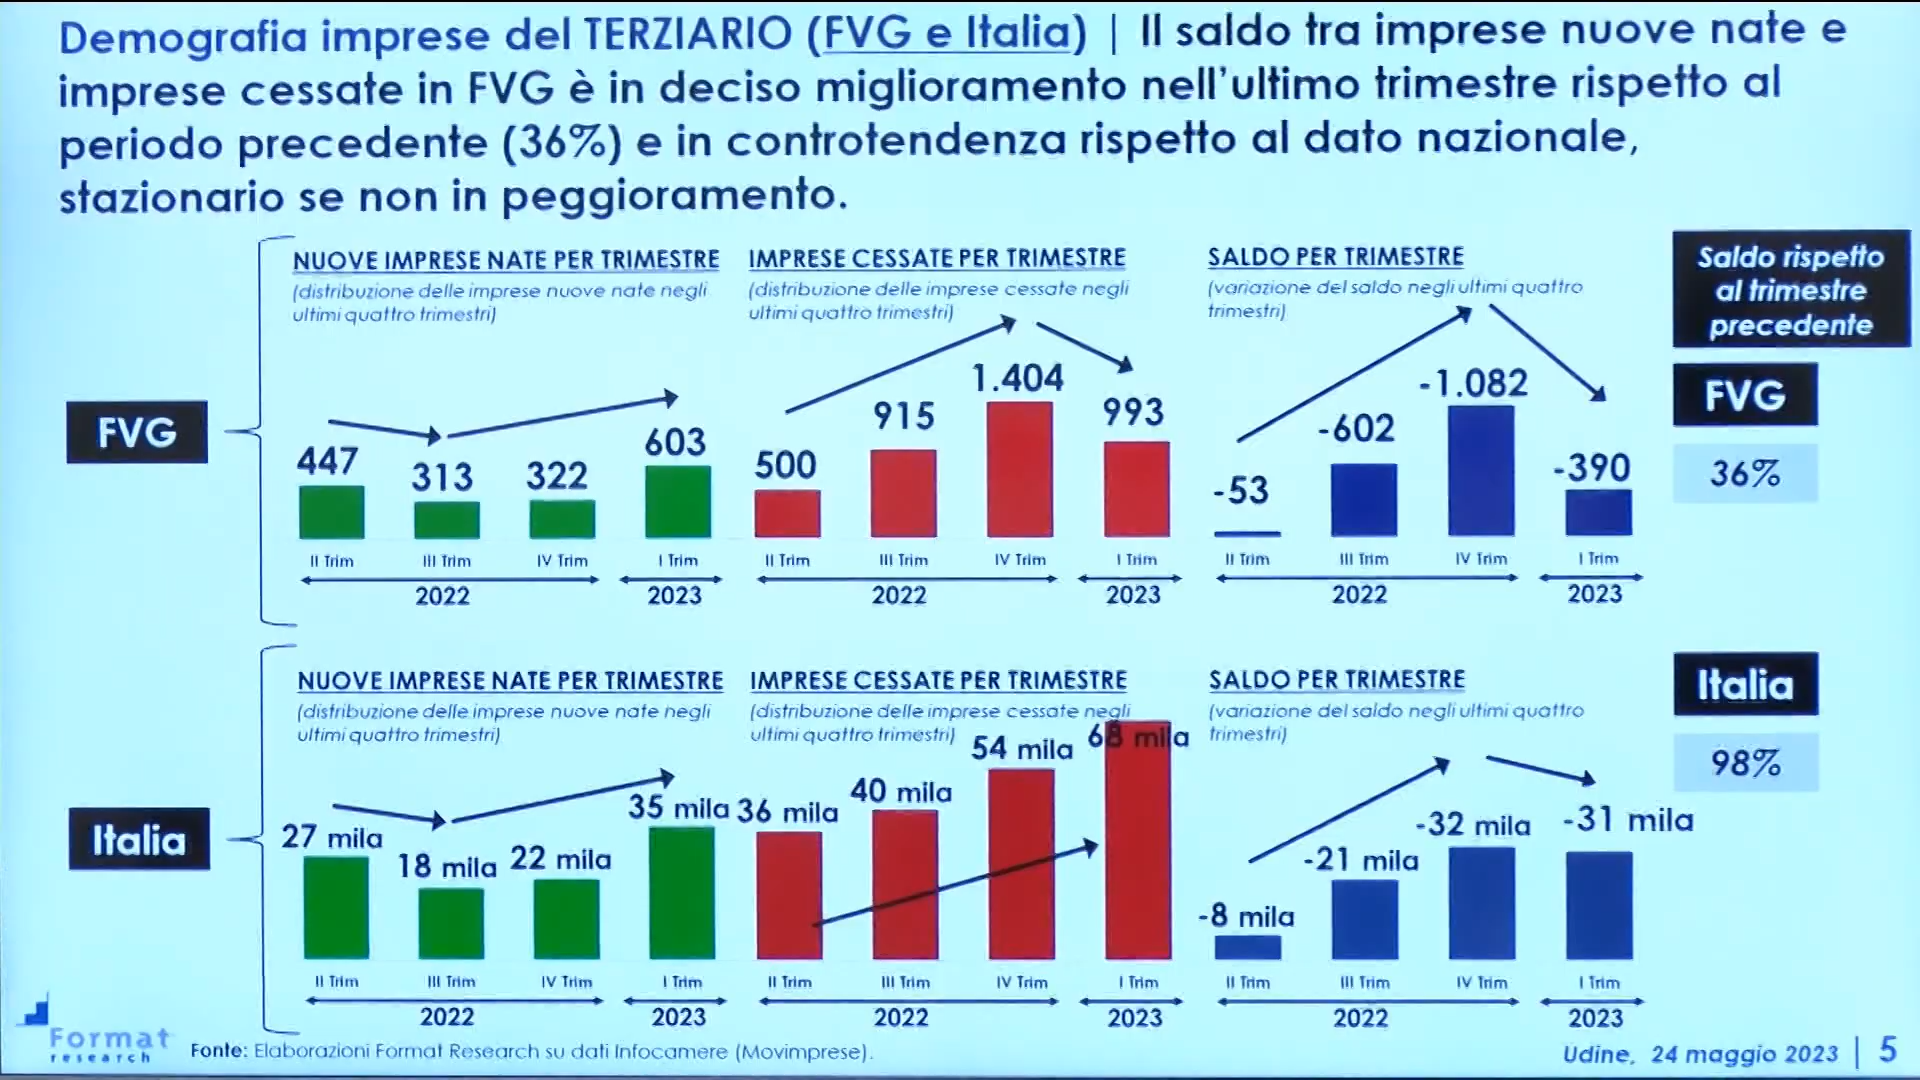 Demografia imprese del TERZIARIO (FVG e Italia) | Il saldo tra imprese nuove nate e
imprese cessate in FVG è in deciso miglioramento nell'ultimo trimestre rispetto al
periodo precedente (36%) e in controtendenza rispetto al dato nazionale,
stazionario se non in peggioramento.
FVG
NUOVE IMPRESE NATE PER TRIMESTRE
(distribuzione delle imprese nuove nate negli
ultimi quattro trimestri)
447
313
322
603
II Trim
III Trim
IV Trim
I Trim
2022
2023
IMPRESE CESSATE PER TRIMESTRE
(distribuzione delle imprese cessate negli
ultimi quattro trimestri)
500
915
1.404
993
II Trim
III Trim
IV Trim
I Trim
2022
2023
SALDO PER TRIMESTRE
(variazione del saldo negli ultimi quattro
trimestri)
-53
-602
-1.082
-390
II Trim
III Trim
IV Trim
I Trim
2022
2023
Saldo rispetto
al trimestre
precedente
FVG
36%
Italia
NUOVE IMPRESE NATE PER TRIMESTRE
(distribuzione delle imprese nuove nate negli
ultimi quattro trimestri)
27 mila
18 mila
22 mila
35 mila
II Trim
III Trim
IV Trim
I Trim
2022
2023
IMPRESE CESSATE PER TRIMESTRE
(distribuzione delle imprese cessate negli
ultimi quattro trimestri)
36 mila
40 mila
54 mila
68 mila
II Trim
III Trim
IV Trim
I Trim
2022
2023
SALDO PER TRIMESTRE
(variazione del saldo negli ultimi quattro
trimestri)
-8 mila
-21 mila
-32 mila
-31 mila
II Trim
III Trim
IV Trim
I Trim
2022
2023
Italia
98%
Format
research
Fonte: Elaborazioni Format Research su dati Infocamere (Movimprese).
Udine, 24 maggio 2023 | 5